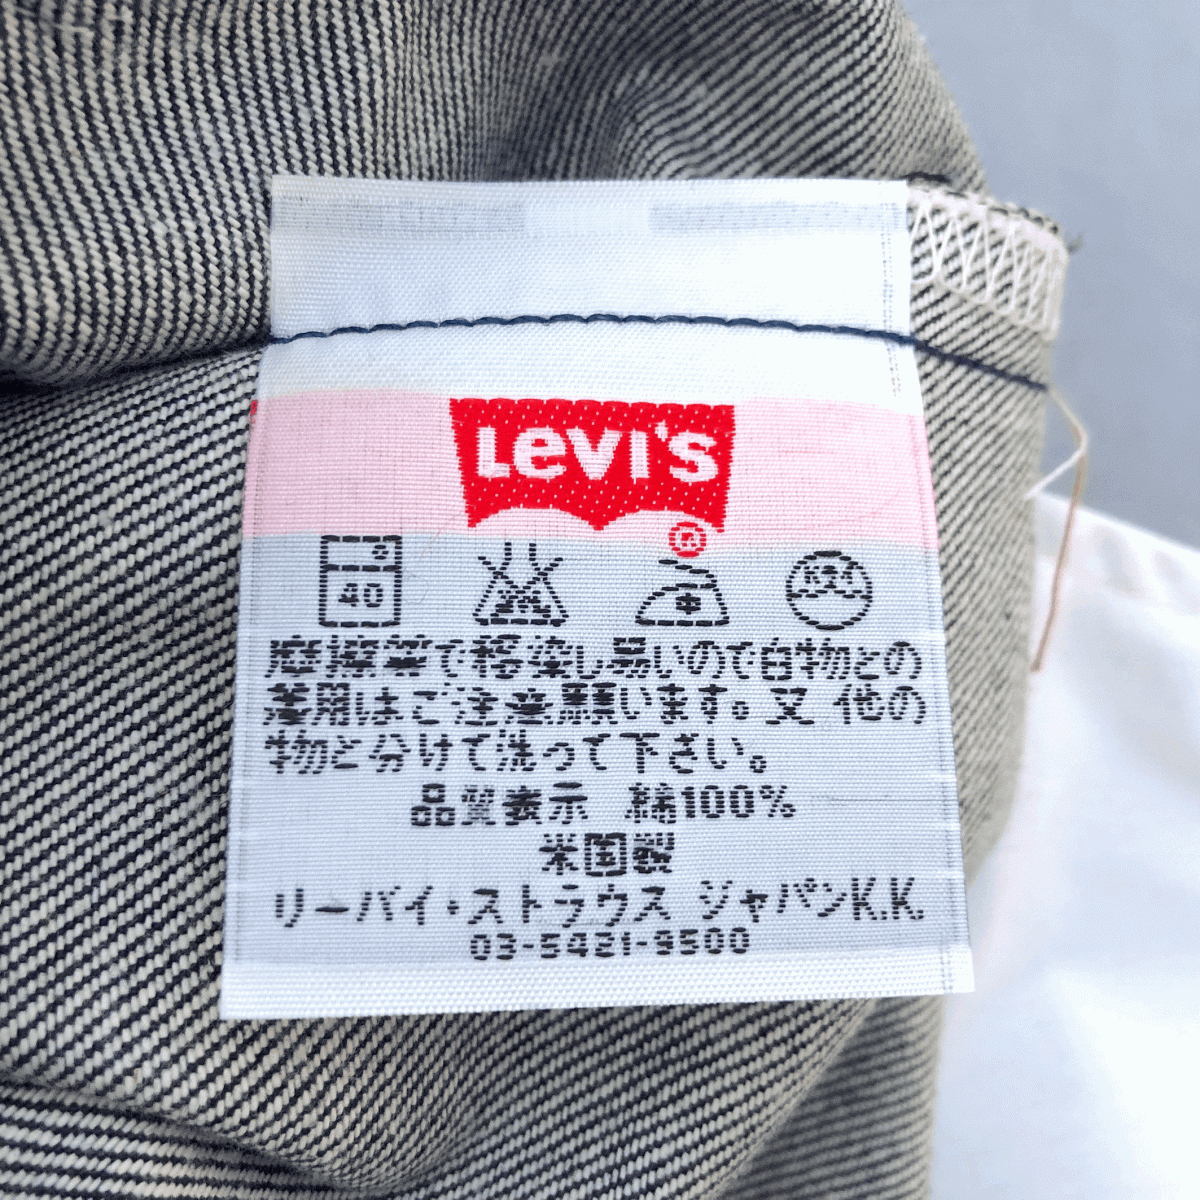 Levi's
®
40 中
摩擦等で移染し易いので白物との
着用はご注意願います。又 他の
物と分けて洗って下さい。
品質表示 綿100%
米国製
リーバイ・ストラウス ジャパンK.K.
03-5421-9500